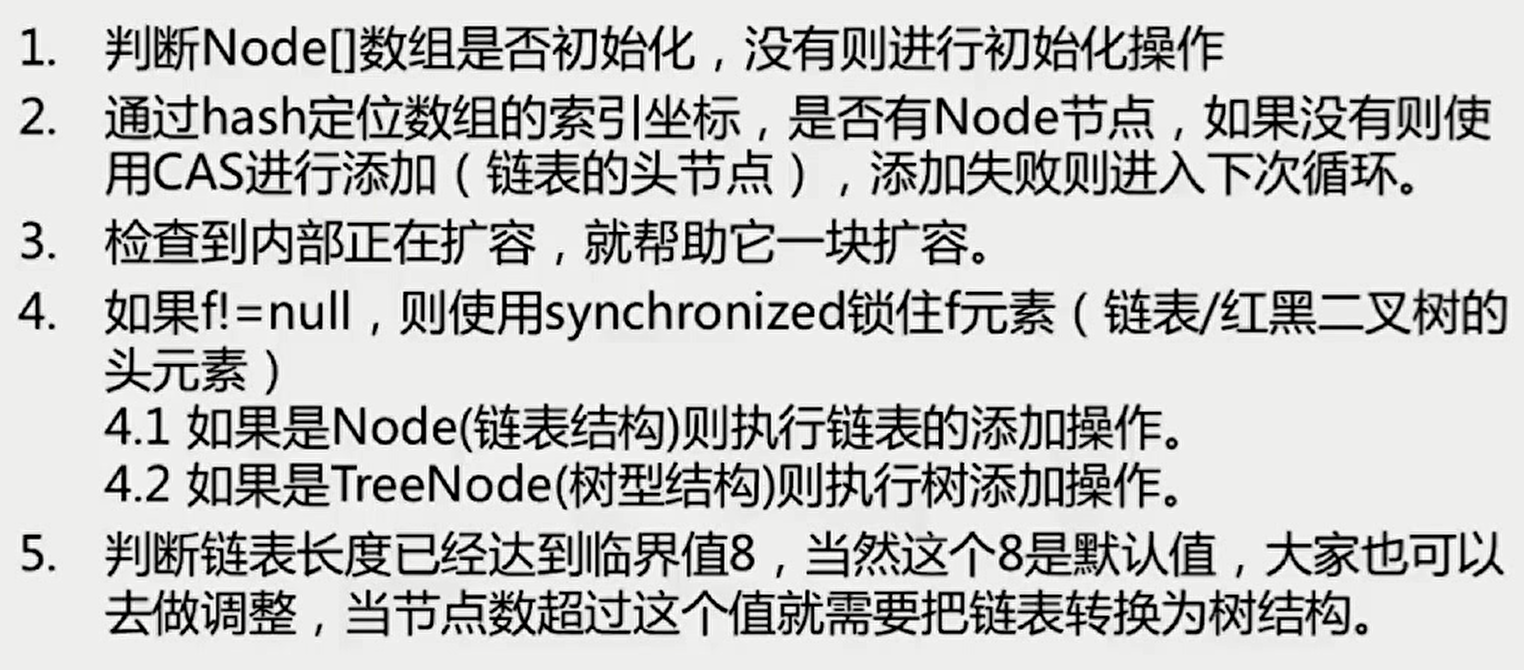 1. 判断Node[]数组是否初始化，没有则进行初始化操作
2. 通过hash定位数组的索引坐标，是否有Node节点，如果没有则使
用CAS进行添加（链表的头节点），添加失败则进入下次循环。
3. 检查到内部正在扩容，就帮助它一块扩容。
4. 如果f!=null，则使用synchronized锁住f元素（链表/红黑二叉树的
头元素）
4.1 如果是Node(链表结构)则执行链表的添加操作。
4.2 如果是TreeNode(树型结构)则执行树添加操作。
5. 判断链表长度已经达到临界值8，当然这个8是默认值，大家也可以
去做调整，当节点数超过这个值就需要把链表转换为树结构。